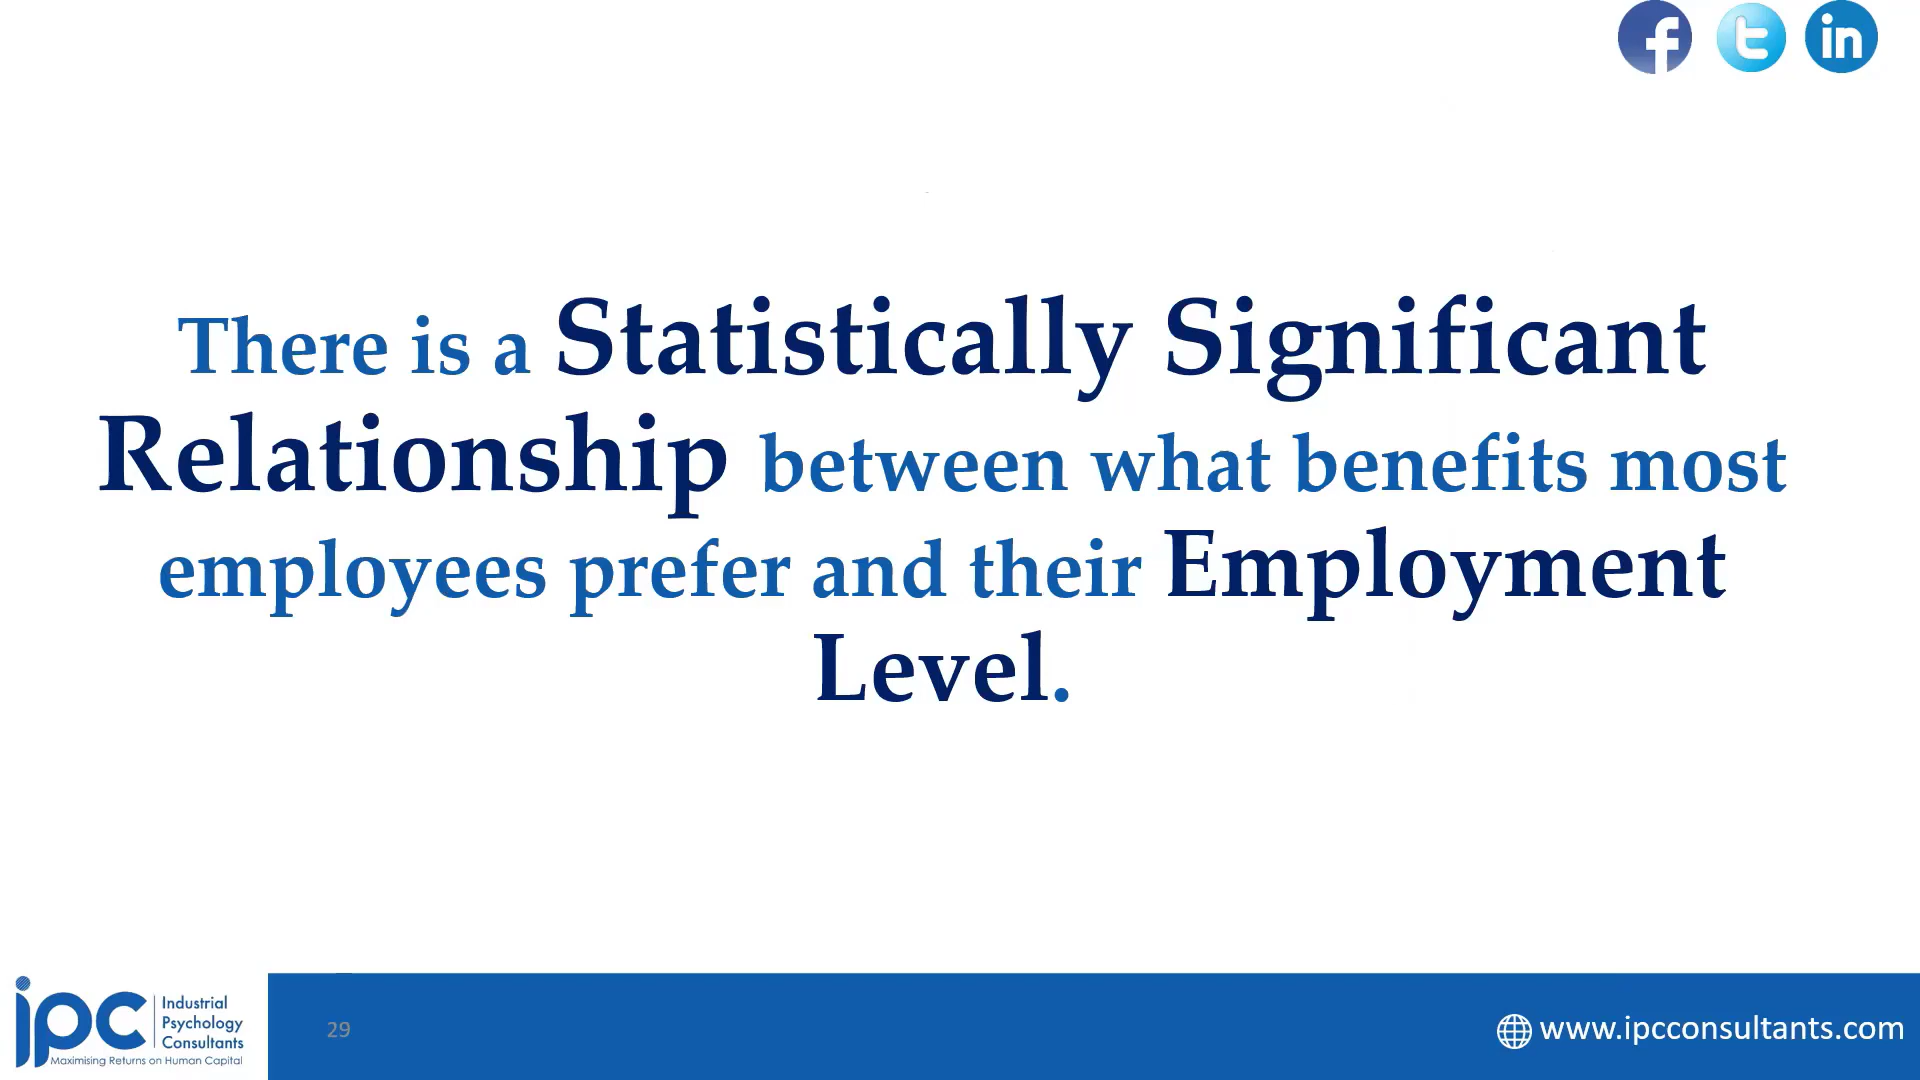 There is a Statistically Significant
Relationship between what benefits most
employees prefer and their Employment
Level.
ipc
Industrial
Psychology
Consultants
Maximising Returns on Human Capital
29
www.ipcconsultants.com